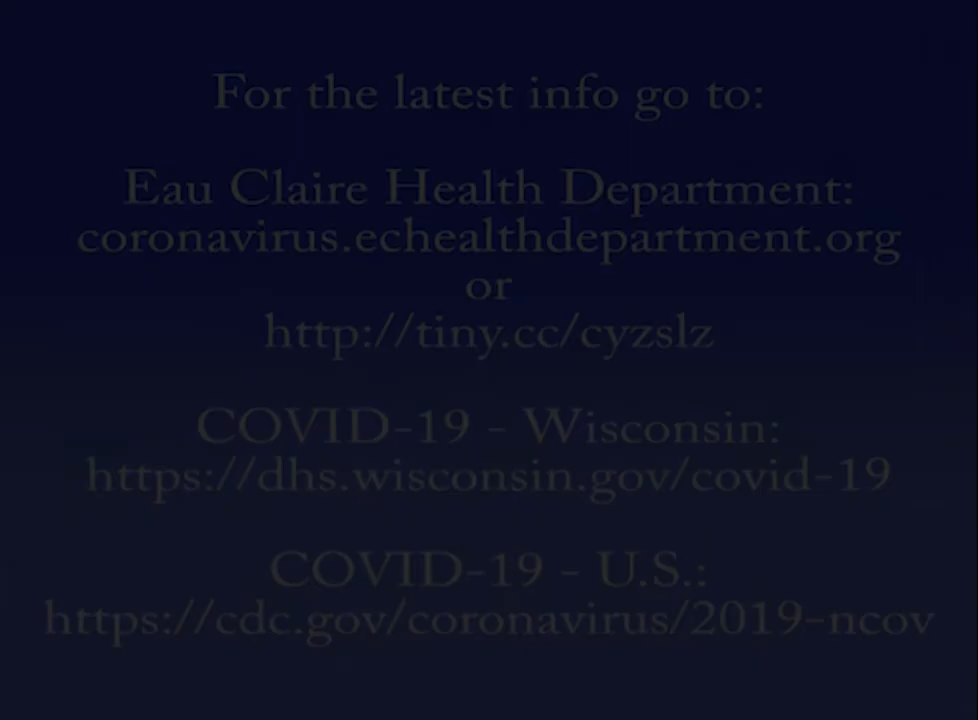 For the latest info go to:
Eau Claire Health Department:
coronavirus.echealthdepartment.org
or
http://tiny.cc/cyzslz
COVID-19 - Wisconsin:
https://dhs.wisconsin.gov/covid-19
COVID-19 - U.S.:
https://cdc.gov/coronavirus/2019-ncov